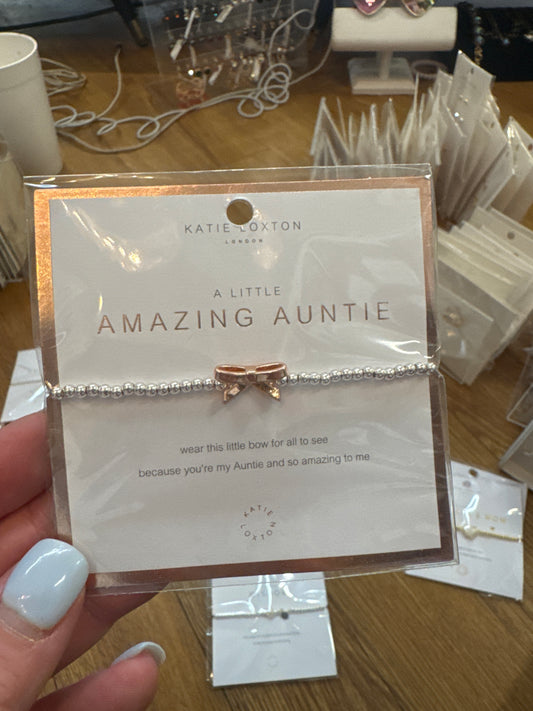 KATIE LOXTON
LONDON
A LITTLE
AMAZING AUNTIE
wear this little bow for all to see
because you're my Auntie and so amazing to me
KATIE LOXTON